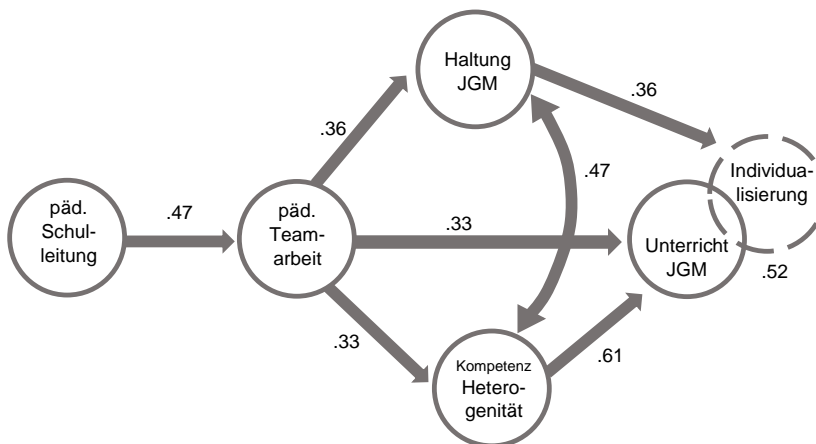 Haltung
JGM
.36
.36
.47
Individua-
lisierung
päd.
Schul-
leitung
.47
päd.
Team-
arbeit
.33
Unterricht
JGM
.52
.33
Kompetenz
Hetero-
genität
.61